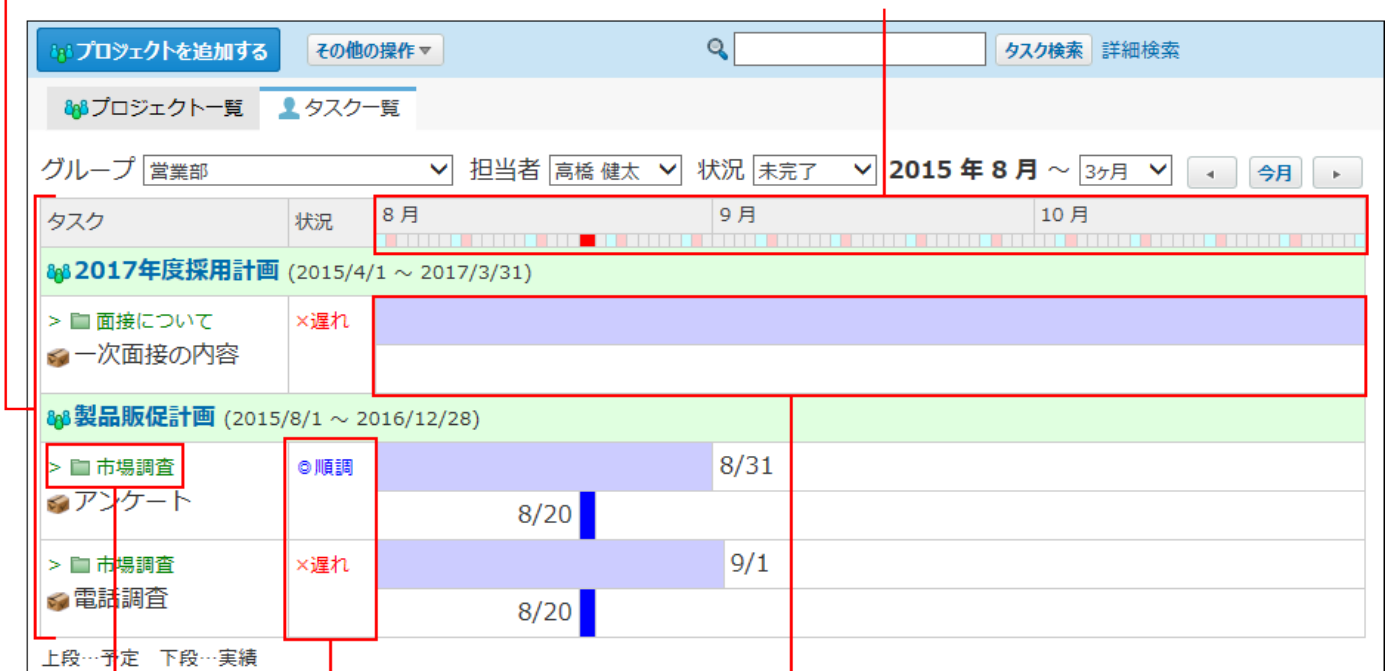 プロジェクトを追加する その他の操作▼ タスク検索 詳細検索
プロジェクト一覧 タスク一覧
グループ 営業部 担当者 高橋 健太 状況 未完了 2015 年 8 月 ～ 3ヶ月 今月
タスク 状況 8 月 9 月 10 月
2017年度採用計画 (2015/4/1 ～ 2017/3/31)
> 面接について ×遅れ
一次面接の内容
製品販促計画 (2015/8/1 ～ 2016/12/28)
> 市場調査 ◎順調 8/31
アンケート 8/20
> 市場調査 ×遅れ 9/1
電話調査 8/20
上段…予定 下段…実績